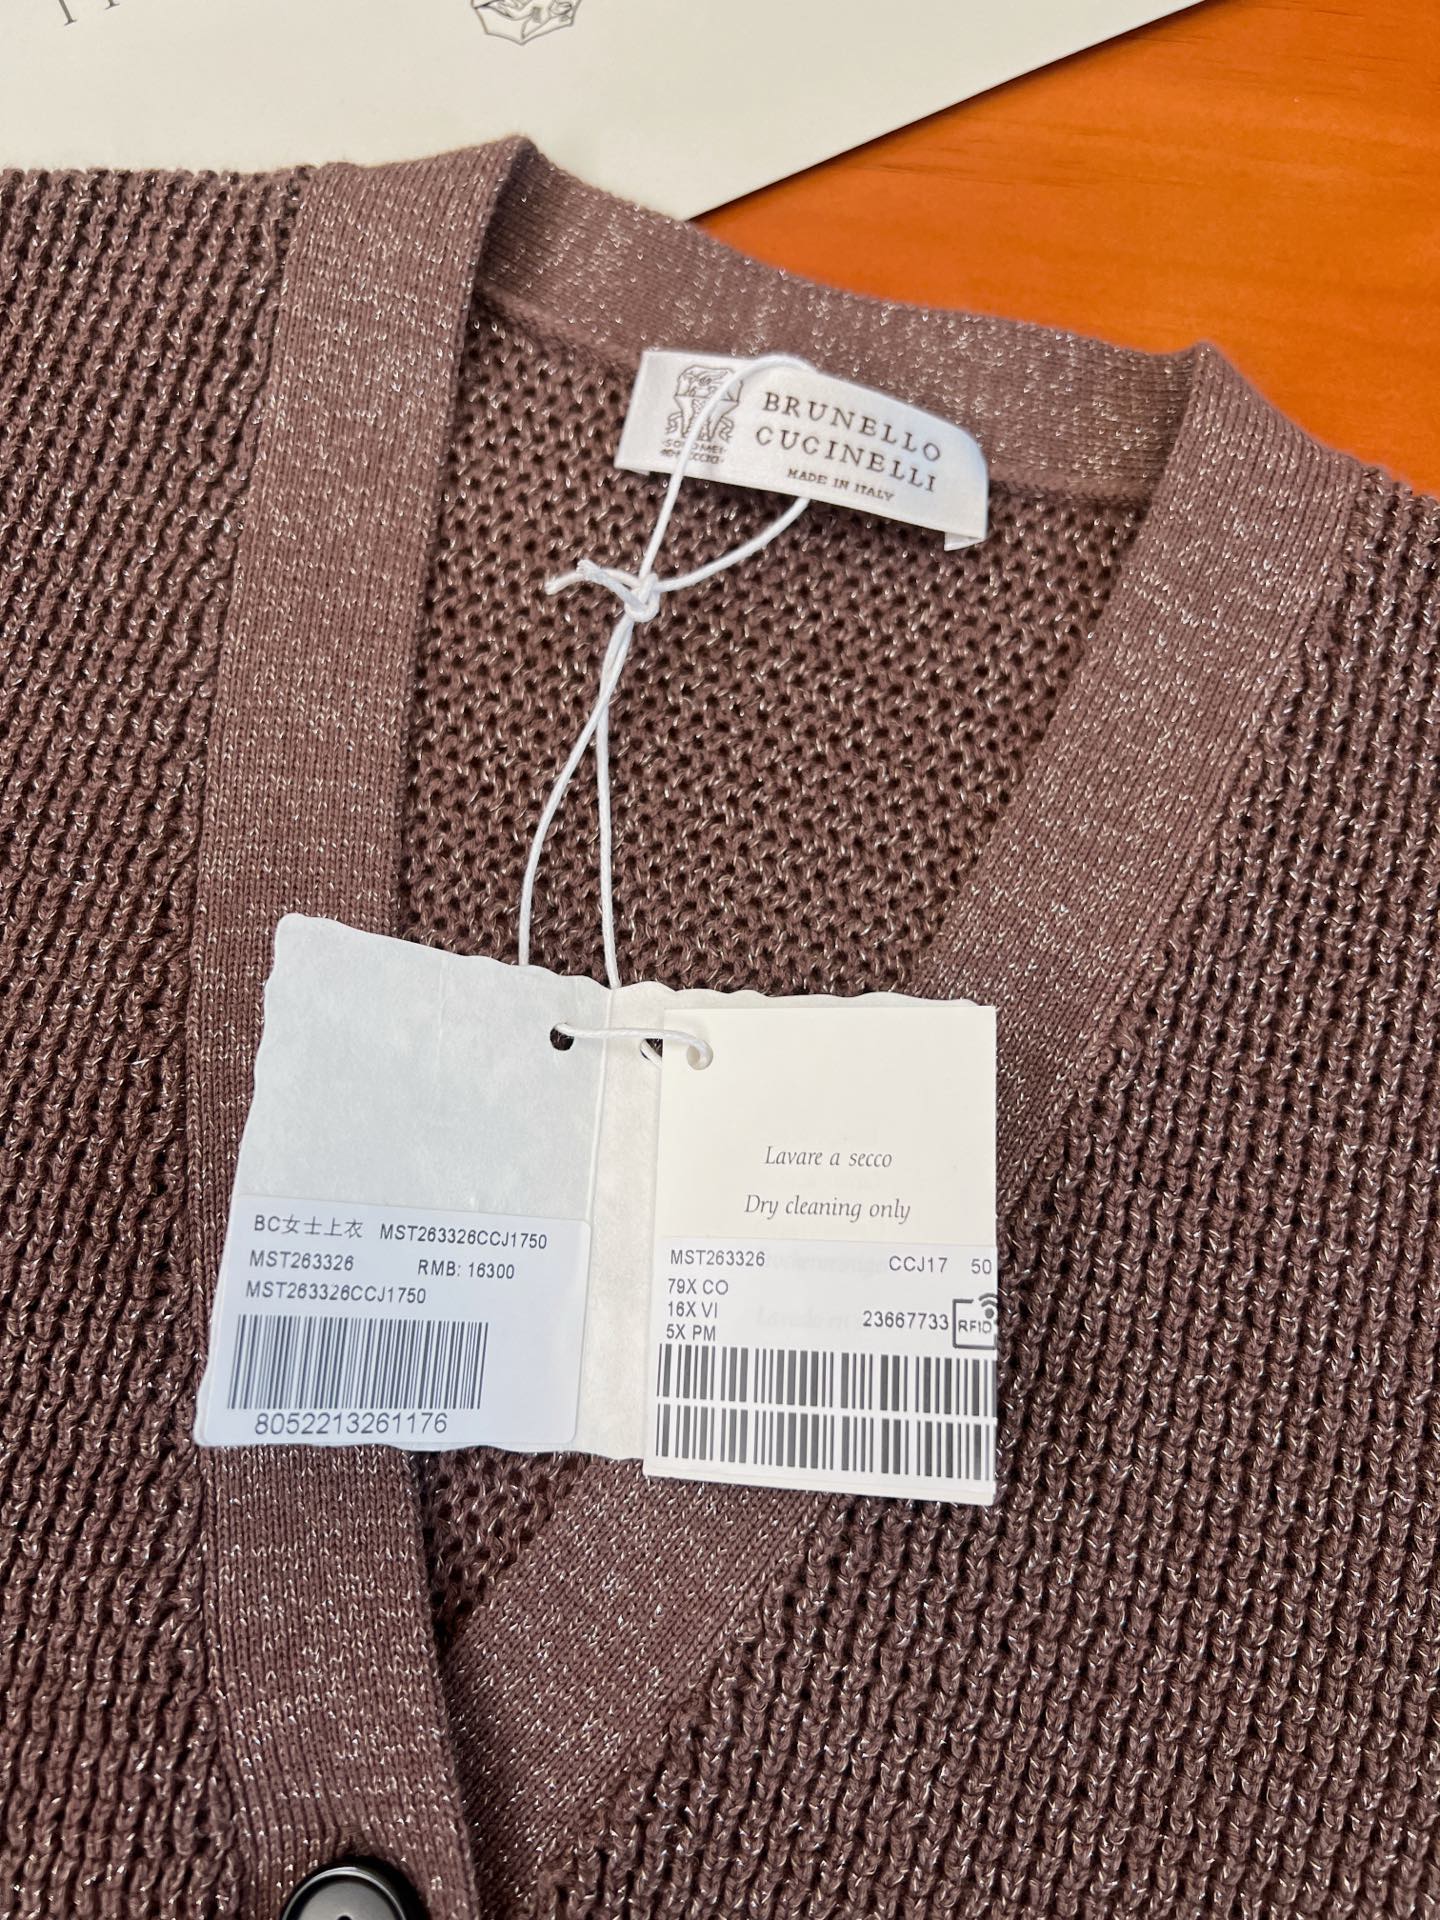 BRUNELLO
CUCINELLI
MADE IN ITALY
Lavare a secco
Dry cleaning only
BC女士上衣 MST263326CCJ1750
MST263326 RMB: 16300
MST263326CCJ1750
8052213261176
MST263326 CCJ17 50
79X CO
16X VI
5X PM
23667733 RFID